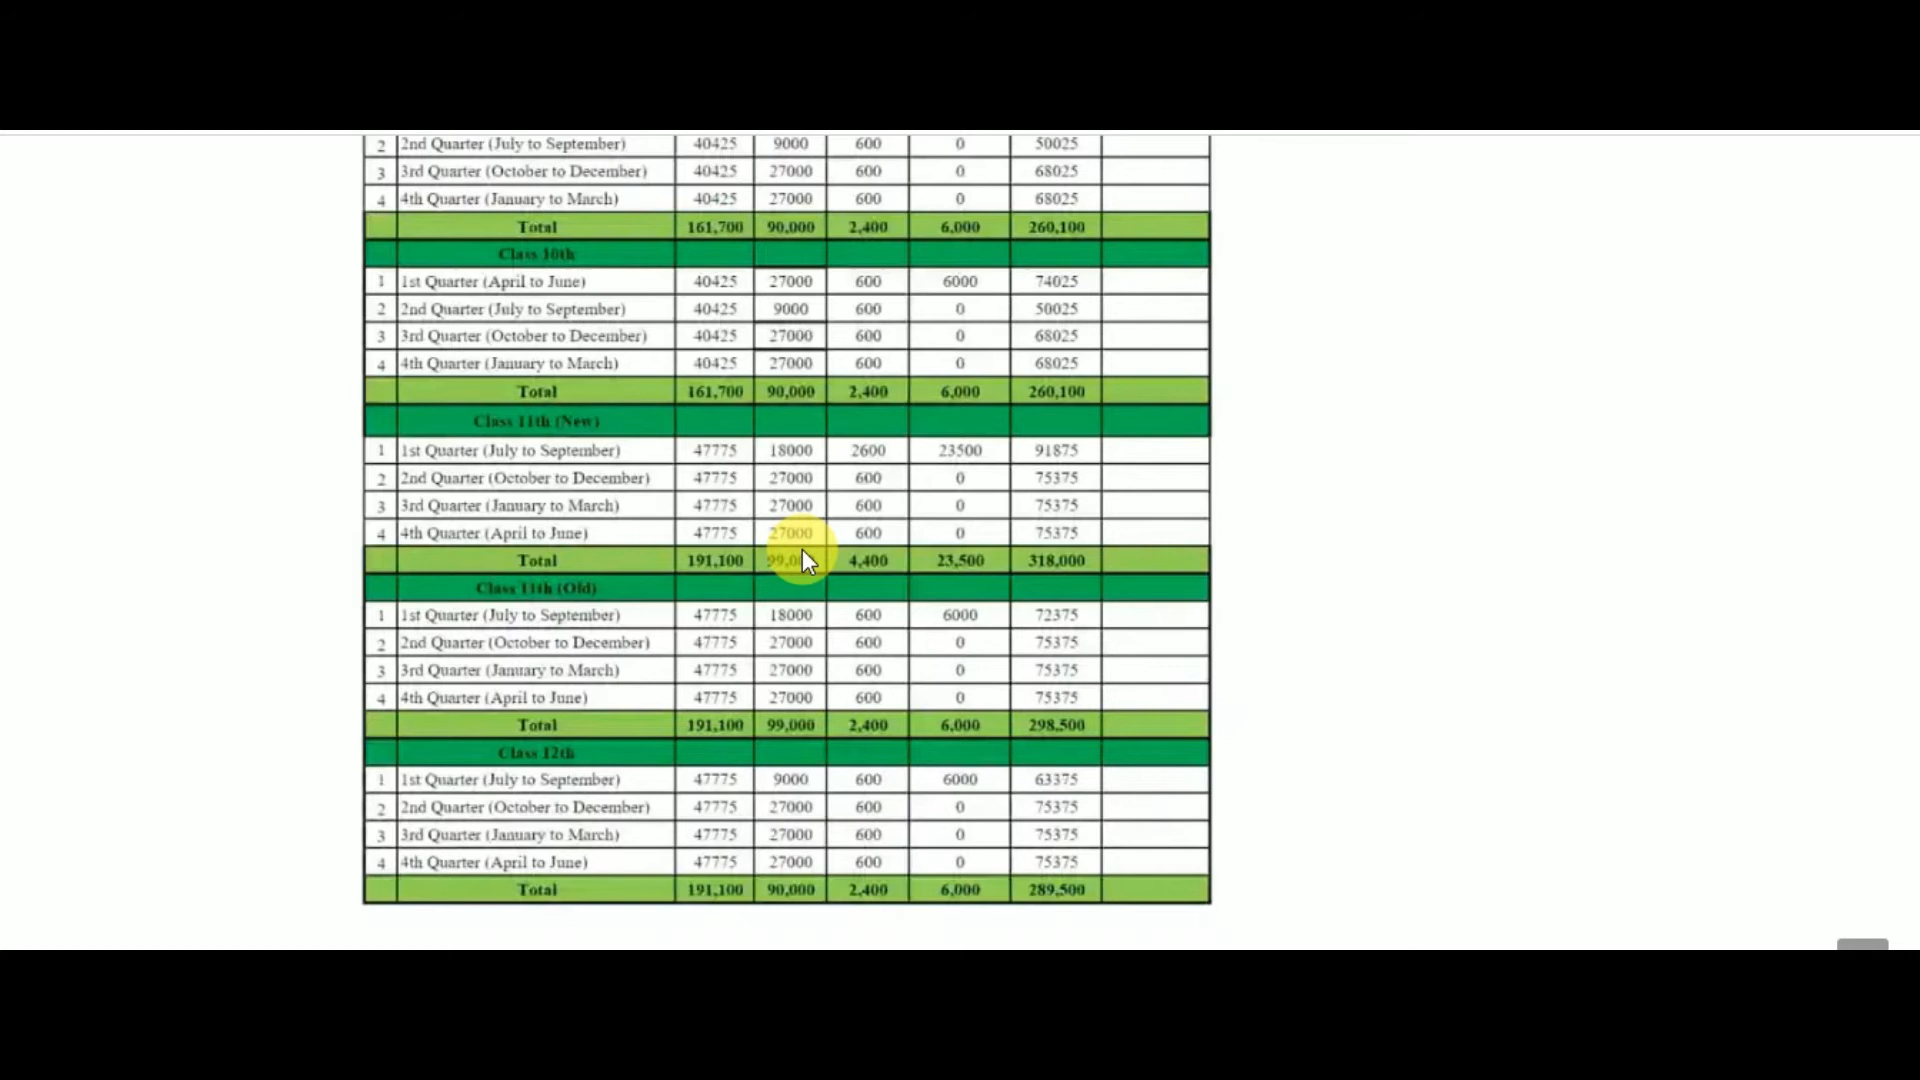 2 2nd Quarter (July to September) 40425 9000 600 0 50025
3 3rd Quarter (October to December) 40425 27000 600 0 68025
4 4th Quarter (January to March) 40425 27000 600 0 68025
Total 161,700 90,000 2,400 6,000 260,100
Class 10th
1 1st Quarter (April to June) 40425 27000 600 6000 74025
2 2nd Quarter (July to September) 40425 9000 600 0 50025
3 3rd Quarter (October to December) 40425 27000 600 0 68025
4 4th Quarter (January to March) 40425 27000 600 0 68025
Total 161,700 90,000 2,400 6,000 260,100
Class 11th (New)
1 1st Quarter (July to September) 47775 18000 2600 23500 91875
2 2nd Quarter (October to December) 47775 27000 600 0 75375
3 3rd Quarter (January to March) 47775 27000 600 0 75375
4 4th Quarter (April to June) 47775 27000 600 0 75375
Total 191,100 4,400 23,500 318,000
Class 11th (Old)
1 1st Quarter (July to September) 47775 18000 600 6000 72375
2 2nd Quarter (October to December) 47775 27000 600 0 75375
3 3rd Quarter (January to March) 47775 27000 600 0 75375
4 4th Quarter (April to June) 47775 27000 600 0 75375
Total 191,100 99,000 2,400 6,000 298,500
Class 12th
1 1st Quarter (July to September) 47775 9000 600 6000 63375
2 2nd Quarter (October to December) 47775 27000 600 0 75375
3 3rd Quarter (January to March) 47775 27000 600 0 75375
4 4th Quarter (April to June) 47775 27000 600 0 75375
Total 191,100 90,000 2,400 6,000 289,500